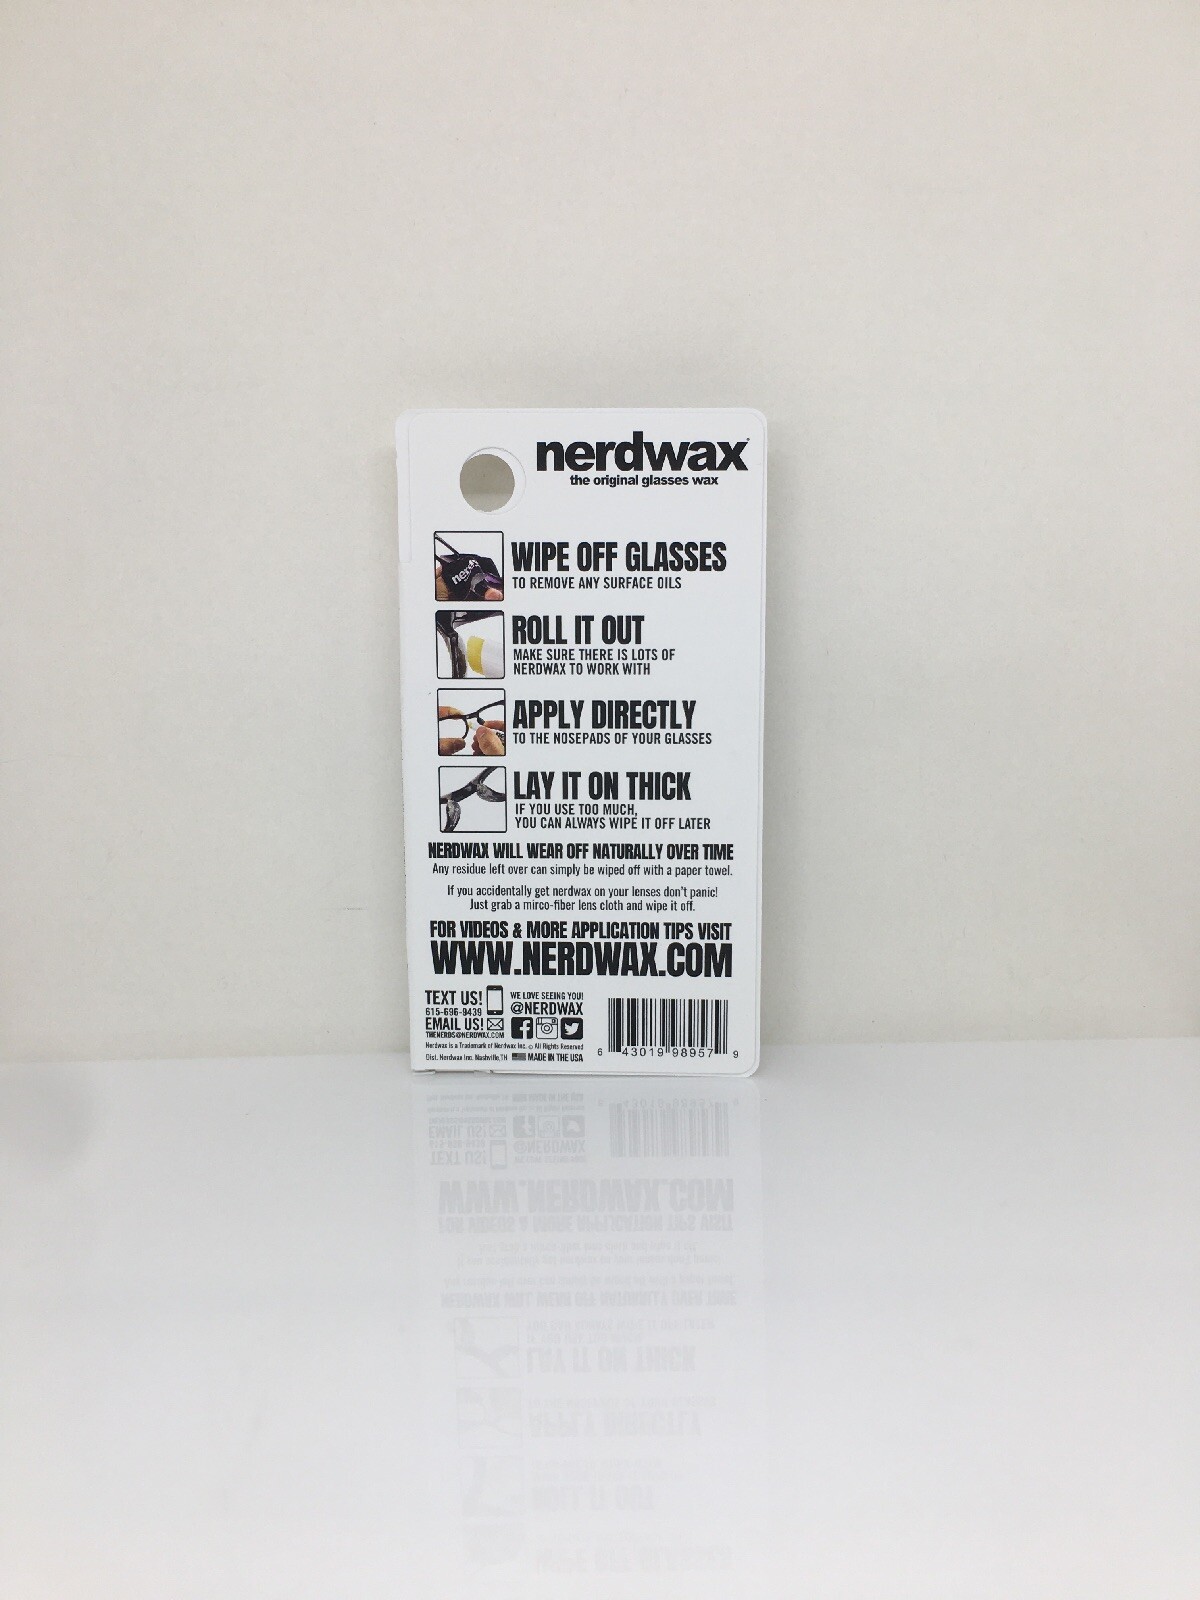 nerdwax
the original glasses wax
WIPE OFF GLASSES
TO REMOVE ANY SURFACE OILS
ROLL IT OUT
MAKE SURE THERE IS LOTS OF
NERDWAX TO WORK WITH
APPLY DIRECTLY
TO THE NOSEPADS OF YOUR GLASSES
LAY IT ON THICK
IF YOU USE TOO MUCH,
YOU CAN ALWAYS WIPE IT OFF LATER
NERDWAX WILL WEAR OFF NATURALLY OVER TIME
Any residue left over can simply be wiped off with a paper towel.
If you accidentally get nerdwax on your lenses don't panic!
Just grab a mirco-fiber lens cloth and wipe it off.
FOR VIDEOS & MORE APPLICATION TIPS VISIT
WWW.NERDWAX.COM
TEXT US!
615-696-9439
EMAIL US!
THENERDS@NERDWAX.COM
WE LOVE SEEING YOU!
@NERDWAX
Nerdwax is a Trademark of Nerdwax Inc. © All Rights Reserved
Dist. Nerdwax Inc. Nashville, TN MADE IN THE USA
6 43019 98957 9